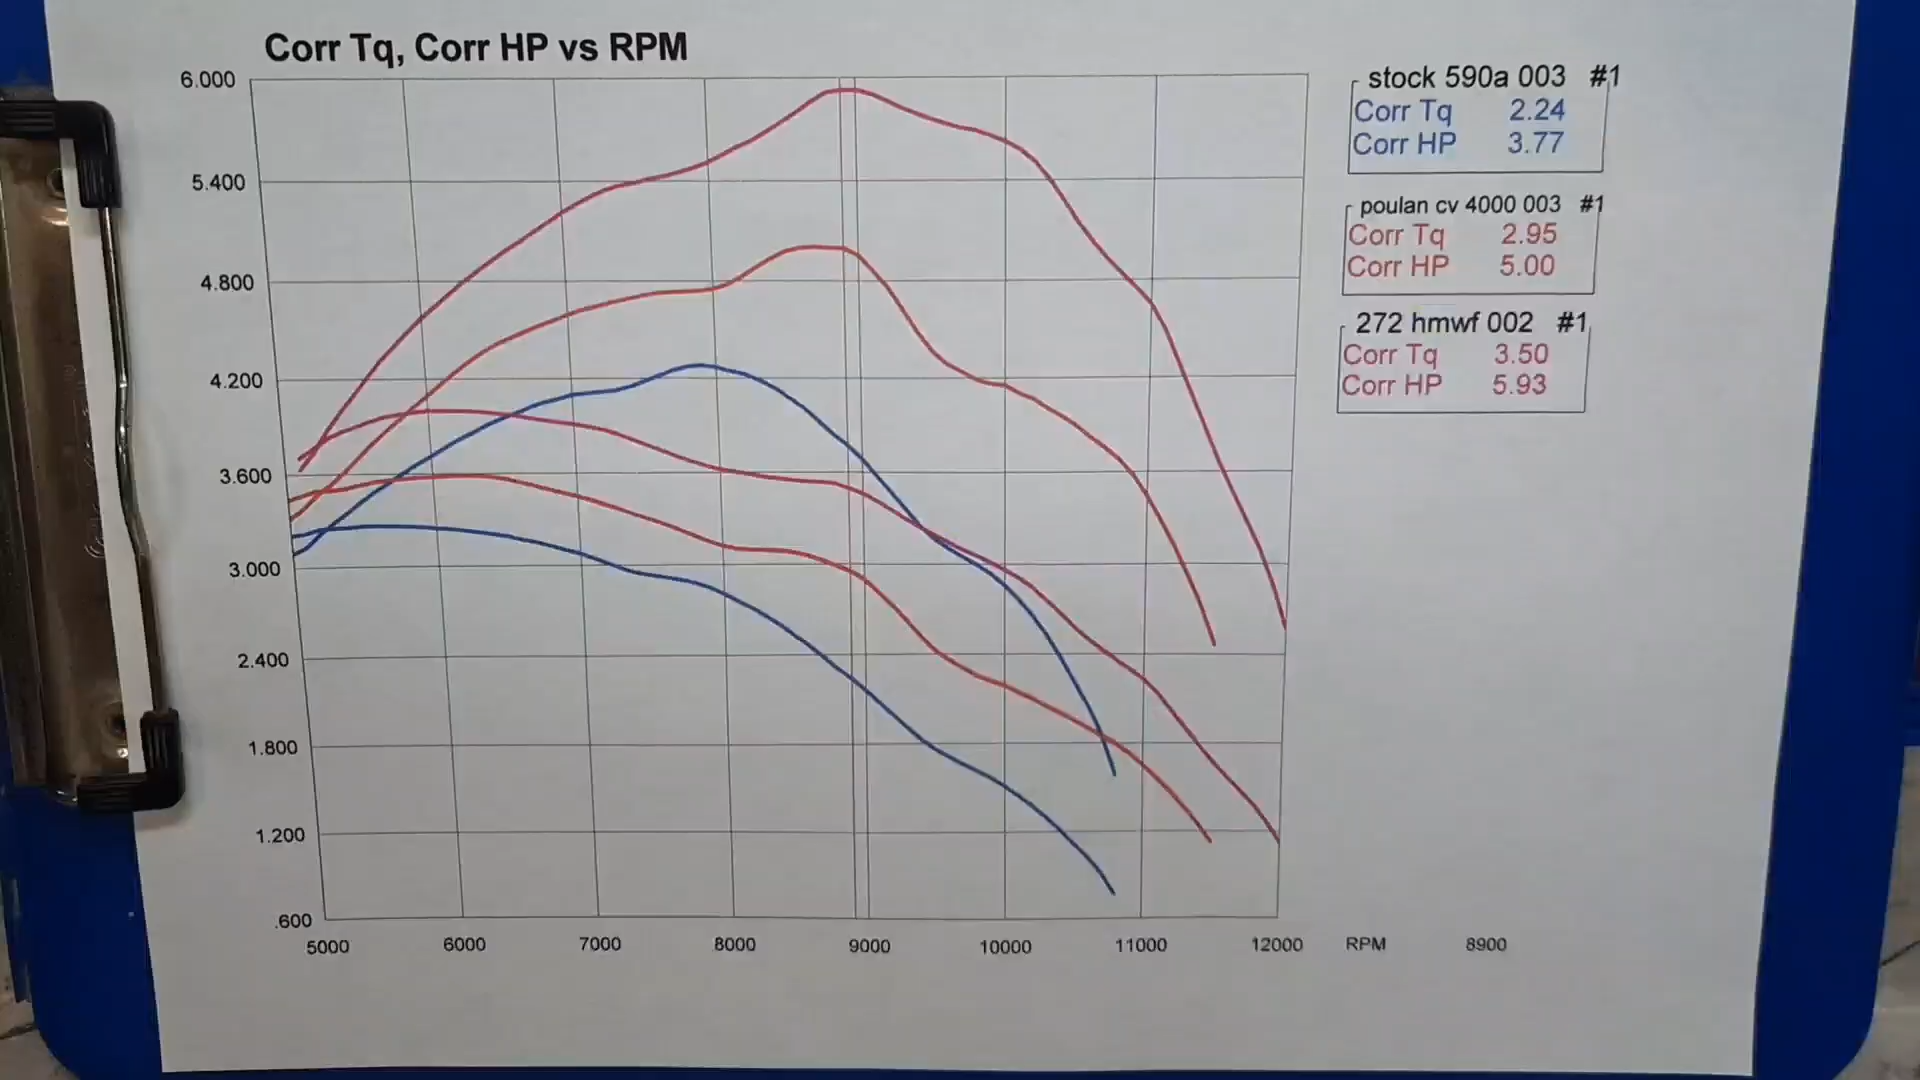 Corr Tq, Corr HP vs RPM
6.000
5.400
4.800
4.200
3.600
3.000
2.400
1.800
1.200
.600
5000 6000 7000 8000 9000 10000 11000 12000 RPM 8900
stock 590a 003 #1
Corr Tq 2.24
Corr HP 3.77
poulan cv 4000 003 #1
Corr Tq 2.95
Corr HP 5.00
272 hmwf 002 #1
Corr Tq 3.50
Corr HP 5.93